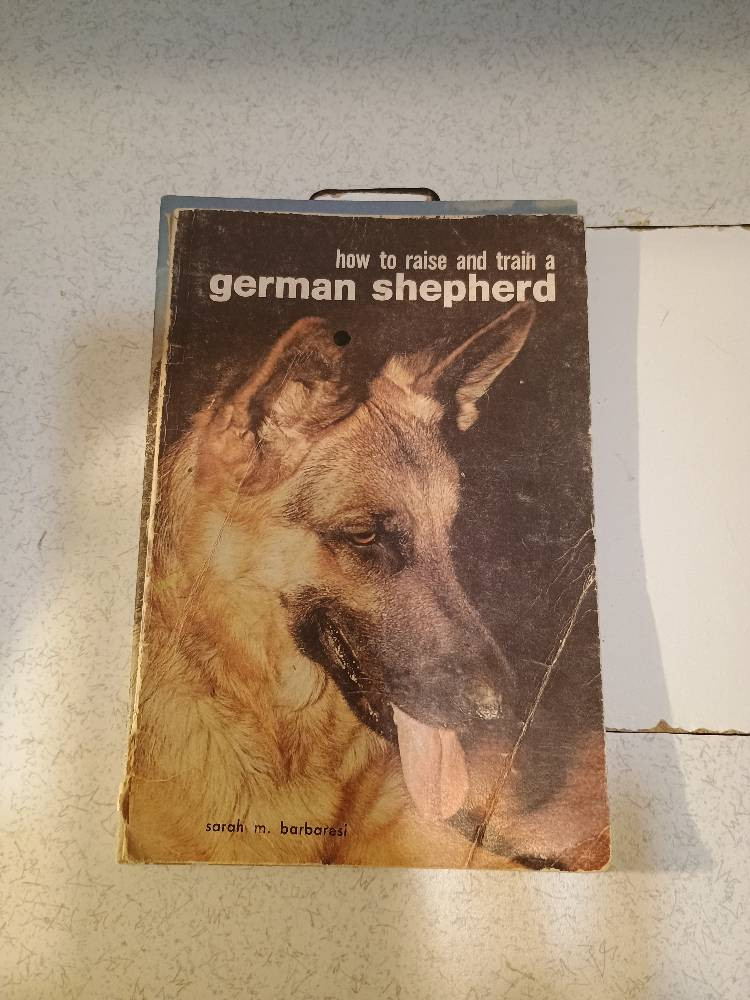 how to raise and train a
german shepherd
sarah m. barbaresi